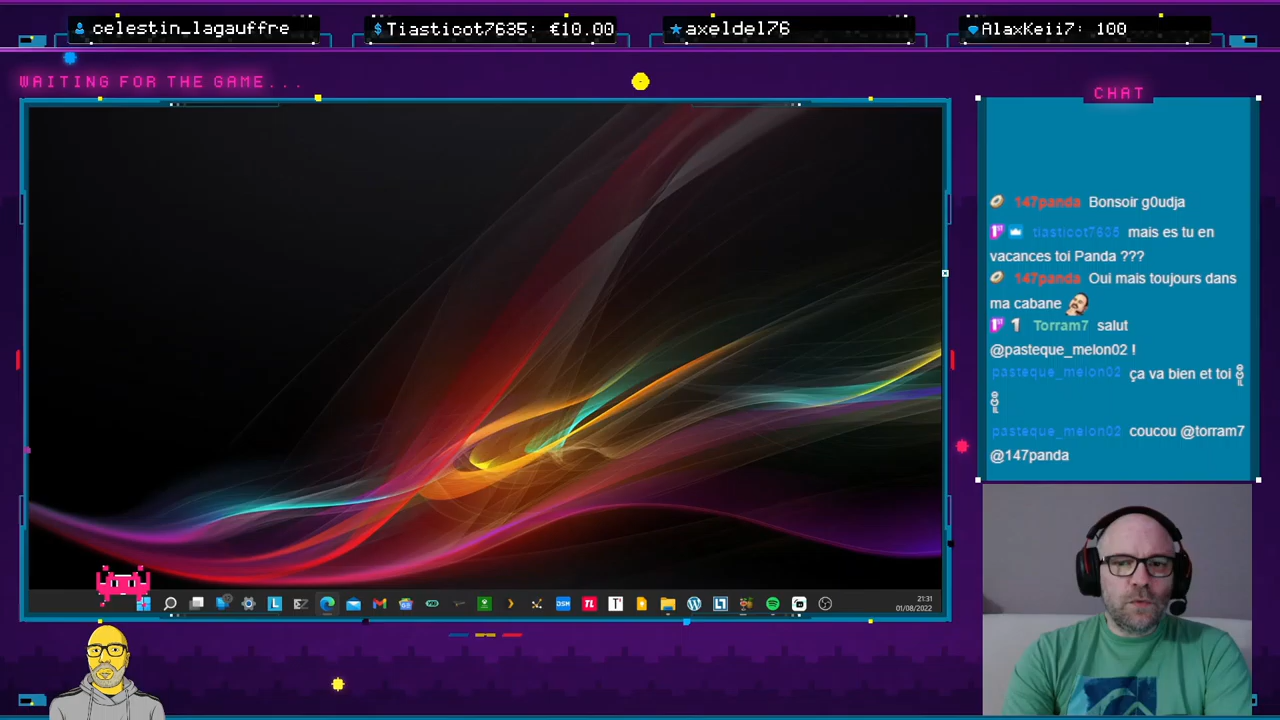 celestin_lagauffre
Tiasticot7635: €10.00
axeldel76
AlaxKeii7: 100
WAITING FOR THE GAME...
CHAT
147panda Bonsoir g0udja
tiasticot7635 mais es tu en
vacances toi Panda ???
147panda Oui mais toujours dans
ma cabane
1 Torram7 salut
@pasteque_melon02 !
pasteque_melon02 ça va bien et toi
pasteque_melon02 coucou @torram7
@147panda
21:31
01/08/2022